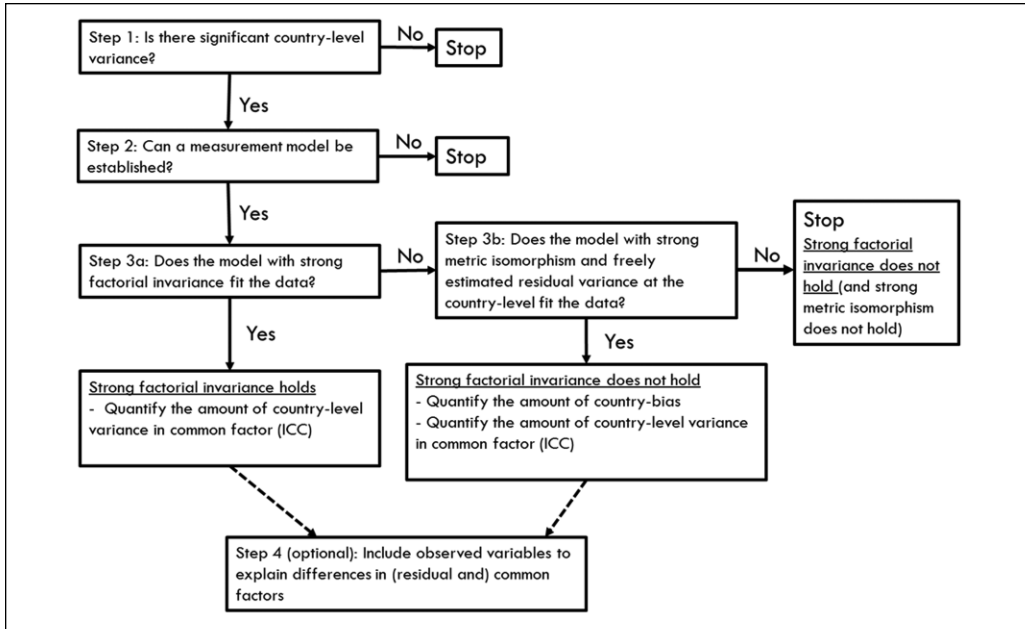 Step 1: Is there significant country-level
variance?
No
Stop
Yes
Step 2: Can a measurement model be
established?
No
Stop
Yes
Step 3a: Does the model with strong
factorial invariance fit the data?
No
Step 3b: Does the model with strong
metric isomorphism and freely
estimated residual variance at the
country-level fit the data?
No
Stop
Strong factorial
invariance does not
hold (and strong
metric isomorphism
does not hold)
Yes
Yes
Strong factorial invariance holds
- Quantify the amount of country-level
variance in common factor (ICC)
Strong factorial invariance does not hold
- Quantify the amount of country-bias
- Quantify the amount of country-level variance
in common factor (ICC)
Step 4 (optional): Include observed variables to
explain differences in (residual and) common
factors